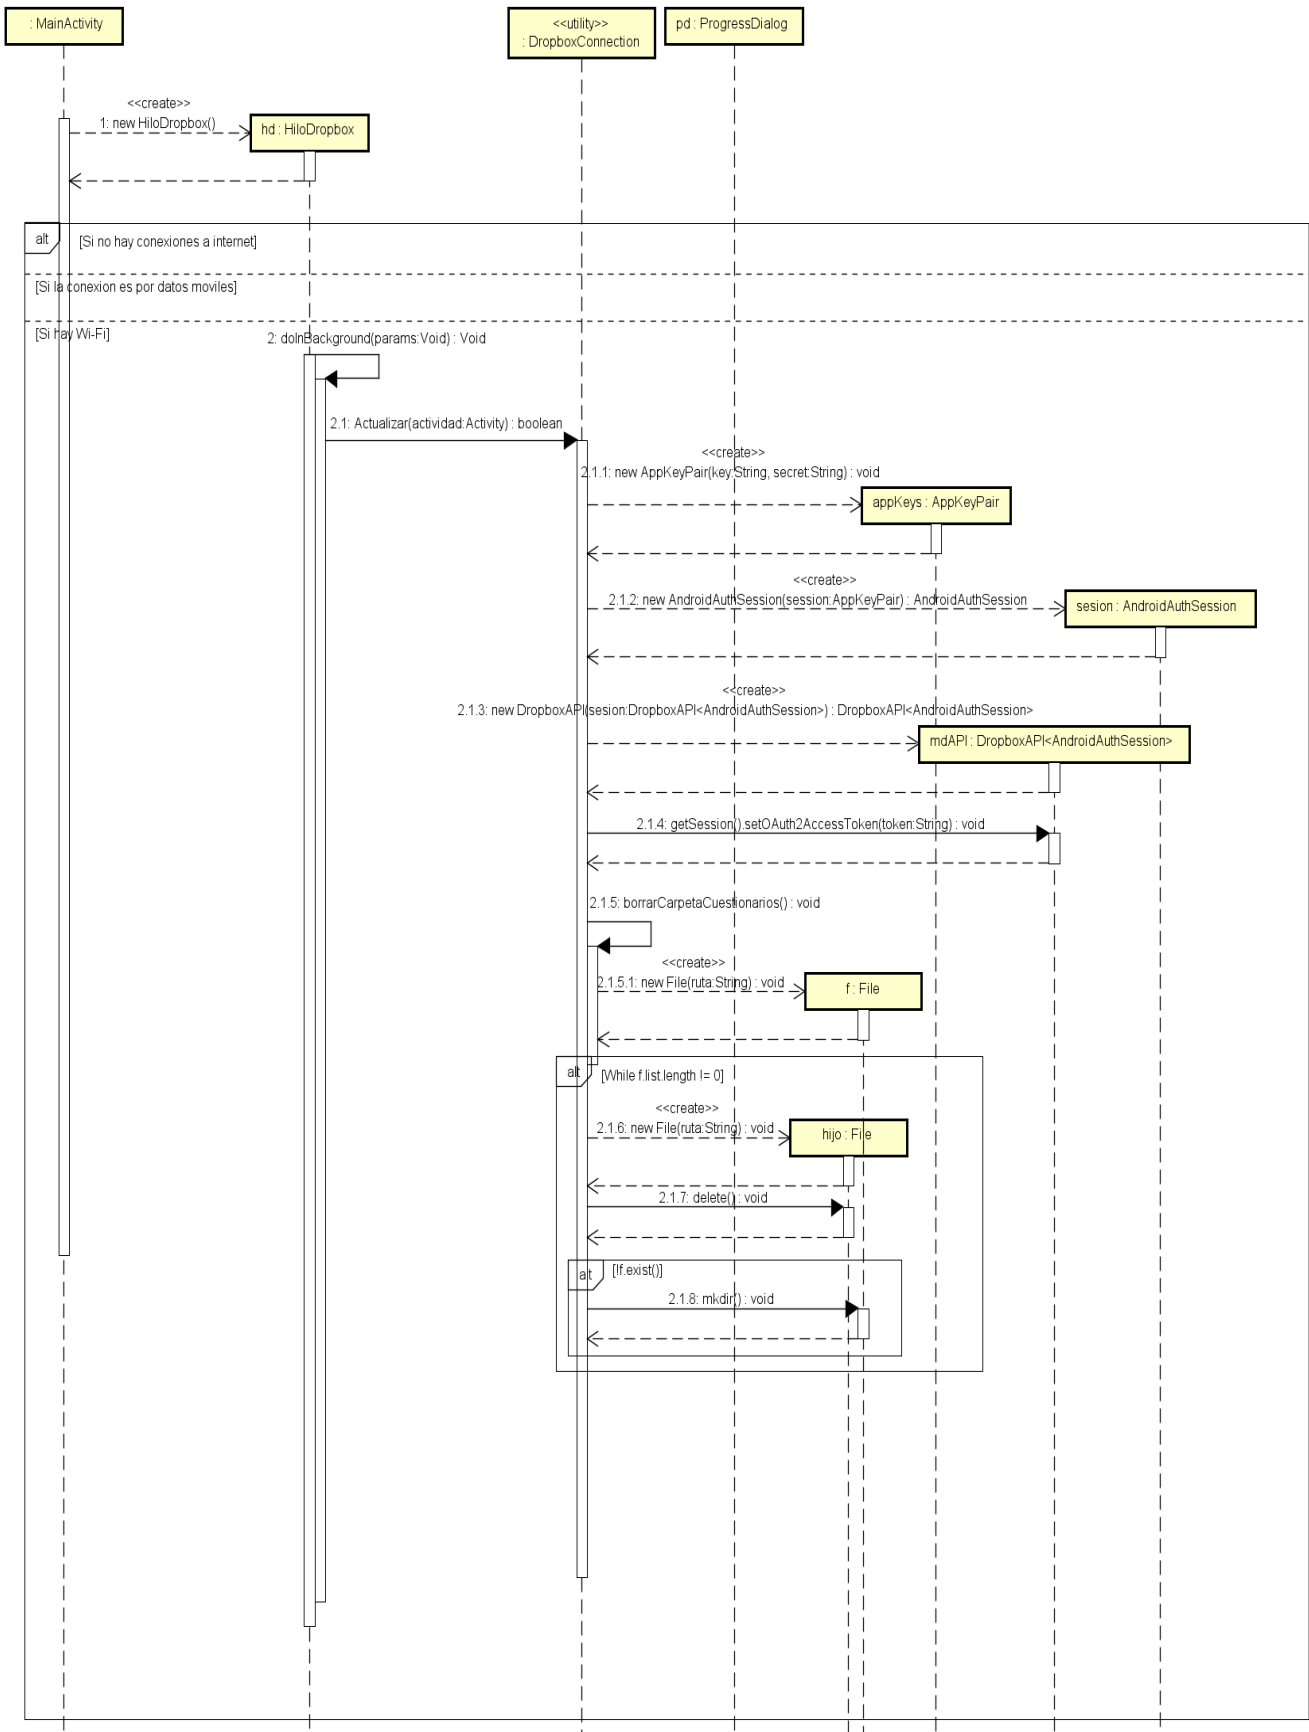 : MainActivity
<<utility>>
: DropboxConnection
pd : ProgressDialog
<<create>>
1: new HiloDropbox()
hd : HiloDropbox
alt
[Si no hay conexiones a internet]
[Si la conexion es por datos moviles]
[Si hay Wi-Fi]
2: doInBackground(params:Void) : Void
2.1: Actualizar(actividad:Activity) : boolean
<<create>>
2.1.1: new AppKeyPair(key:String, secret:String) : void
appKeys : AppKeyPair
<<create>>
2.1.2: new AndroidAuthSession(session:AppKeyPair) : AndroidAuthSession
sesion : AndroidAuthSession
<<create>>
2.1.3: new DropboxAPI(sesion:DropboxAPI<AndroidAuthSession>) : DropboxAPI<AndroidAuthSession>
mdAPI : DropboxAPI<AndroidAuthSession>
2.1.4: getSession().setOAuth2AccessToken(token:String) : void
2.1.5: borrarCarpetaCuestionarios() : void
<<create>>
2.1.5.1: new File(ruta:String) : void
f : File
alt
[While f.list.length != 0]
<<create>>
2.1.6: new File(ruta:String) : void
hijo : File
2.1.7: delete() : void
alt
[!f.exist()]
2.1.8: mkdir() : void